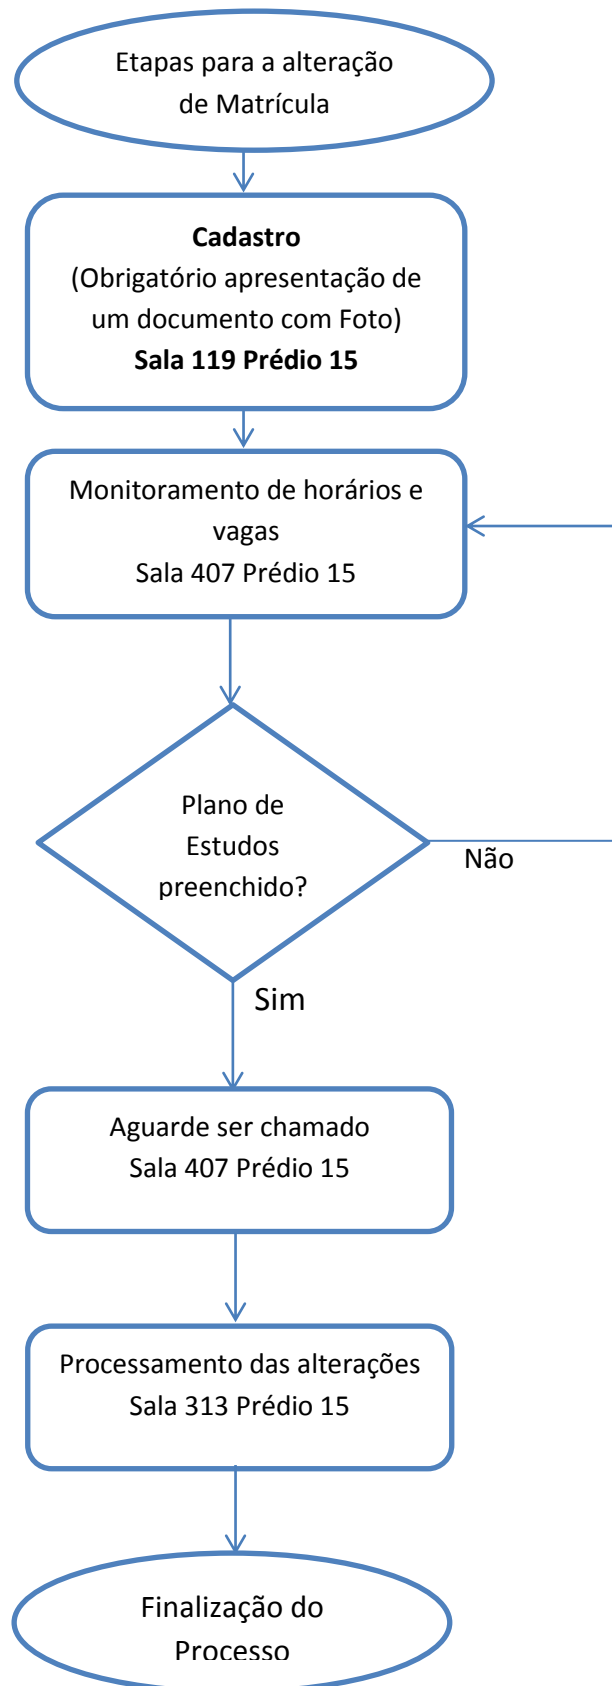 Etapas para a alteração
de Matrícula
Cadastro
(Obrigatório apresentação de
um documento com Foto)
Sala 119 Prédio 15
Monitoramento de horários e
vagas
Sala 407 Prédio 15
Plano de
Estudos
preenchido?
Não
Sim
Aguarde ser chamado
Sala 407 Prédio 15
Processamento das alterações
Sala 313 Prédio 15
Finalização do
Processo